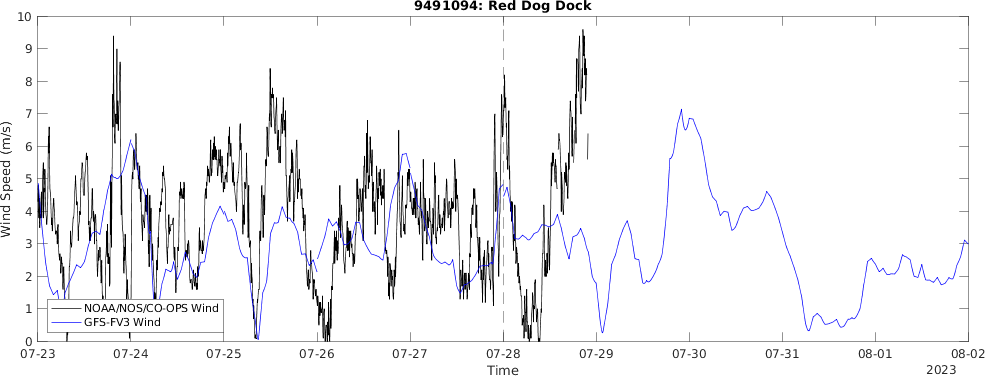 9491094: Red Dog Dock
Wind Speed (m/s)
10
9
8
7
6
5
4
3
2
1
0
NOAA/NOS/CO-OPS Wind
GFS-FV3 Wind
07-23 07-24 07-25 07-26 07-27 07-28 07-29 07-30 07-31 08-01 08-02
Time
2023